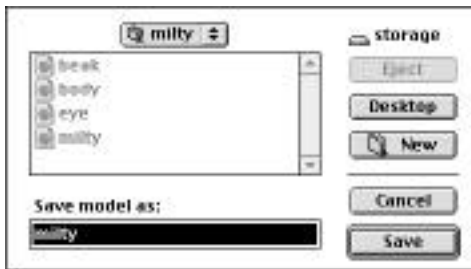 milty
storage
beak
body
eye
milty
Eject
Desktop
New
Save model as:
milty
Cancel
Save